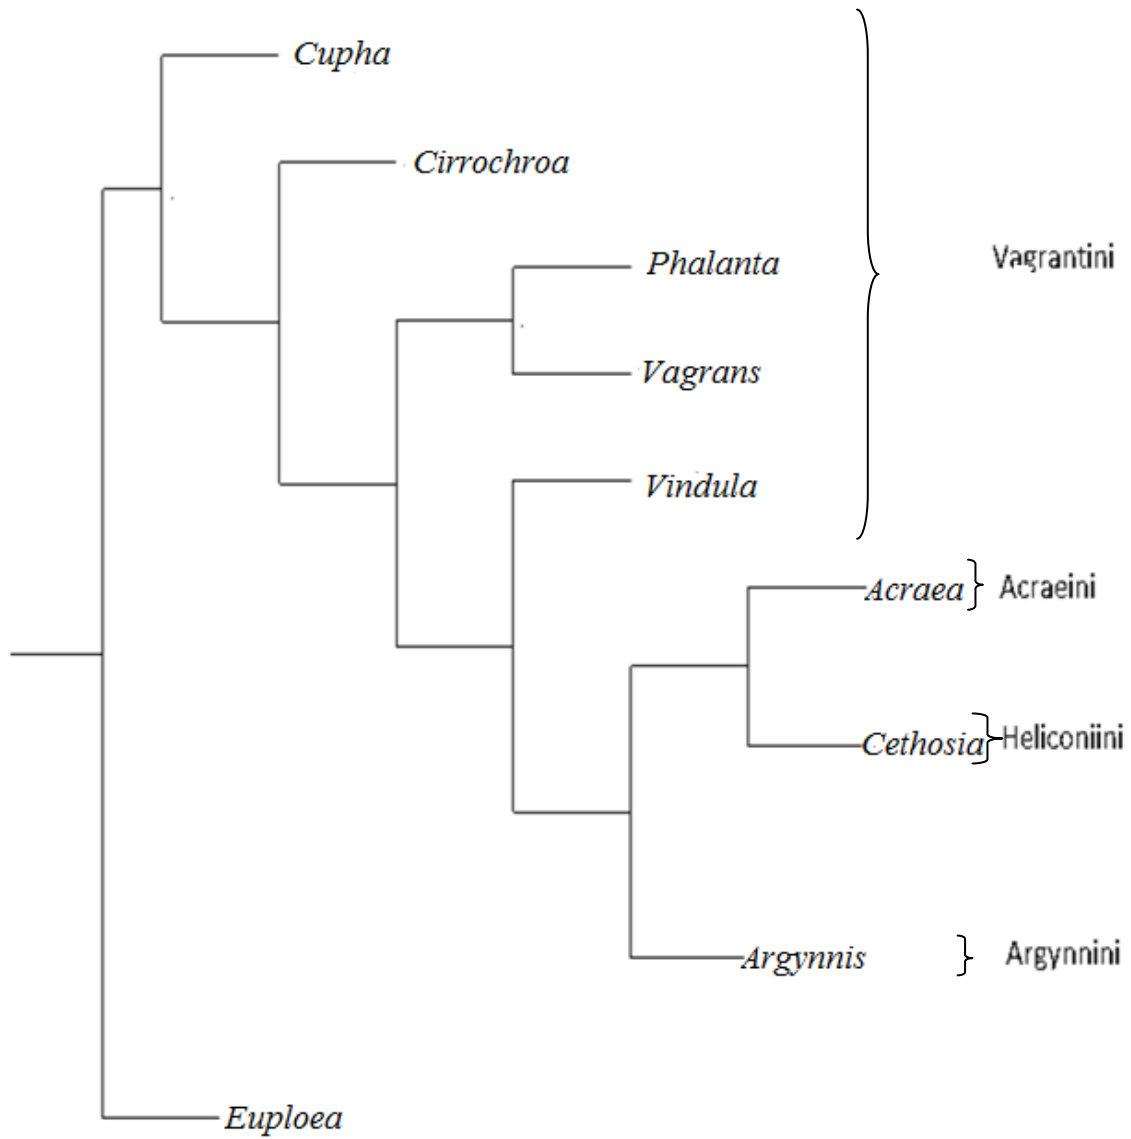 Cupha
Cirrochroa
Phalanta
Vagrantini
Vagrans
Vindula
Acraea
Acraeini
Cethosia
Heliconiini
Argynnis
Argynnini
Euploea